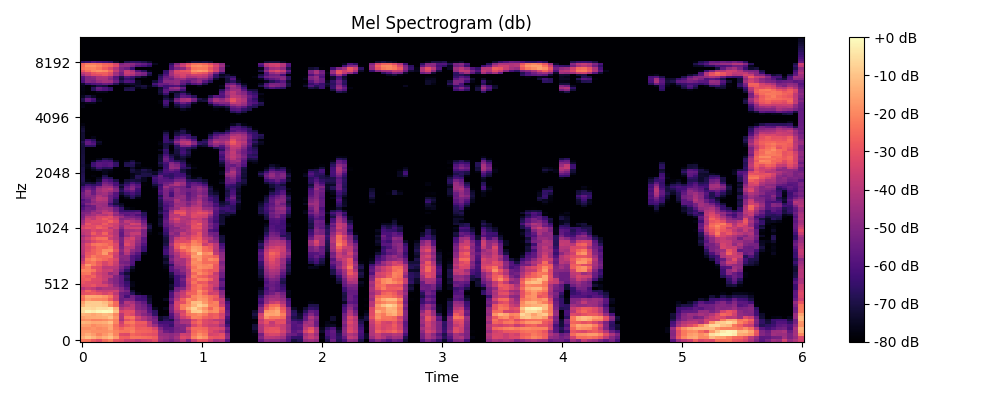 Mel Spectrogram (db)
+0 dB
8192
-10 dB
4096
-20 dB
-30 dB
Hz
2048
-40 dB
1024
-50 dB
-60 dB
512
-70 dB
0
-80 dB
0 1 2 3 4 5 6
Time